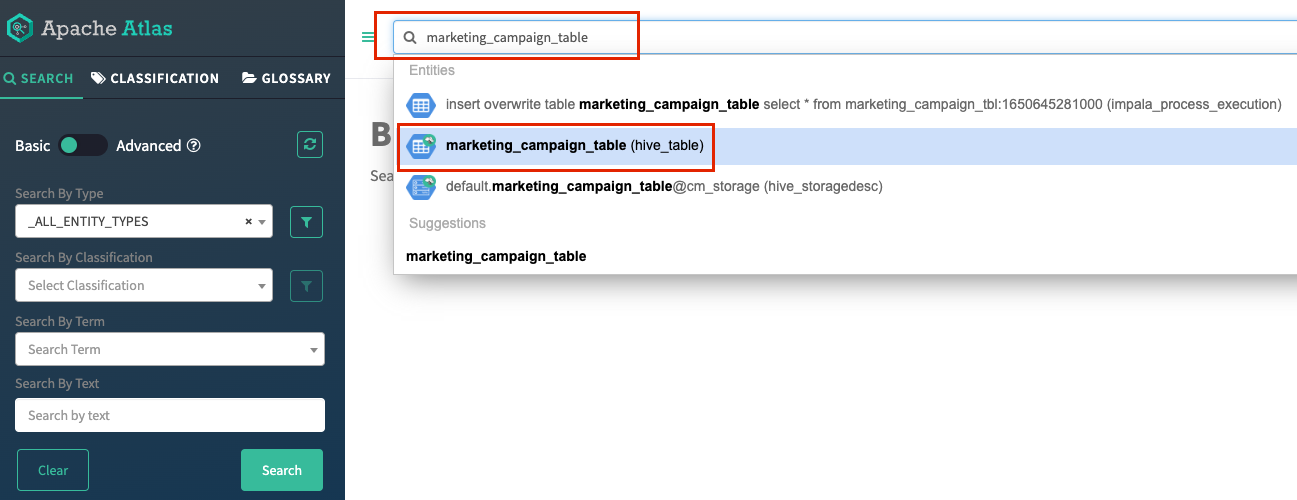 Apache Atlas
SEARCH
CLASSIFICATION
GLOSSARY
Basic
Advanced
Search By Type
_ALL_ENTITY_TYPES
Search By Classification
Select Classification
Search By Term
Search Term
Search By Text
Search by text
Clear
Search
marketing_campaign_table
Entities
insert overwrite table marketing_campaign_table select * from marketing_campaign_tbl:1650645281000 (impala_process_execution)
marketing_campaign_table (hive_table)
default.marketing_campaign_table@cm_storage (hive_storagedesc)
Suggestions
marketing_campaign_table